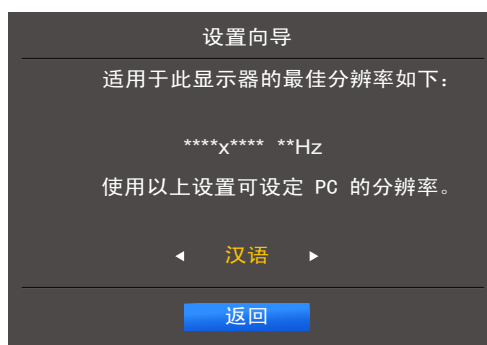 设置向导
适用于此显示器的最佳分辨率如下：
****x**** **Hz
使用以上设置可设定 PC 的分辨率。
汉语
返回